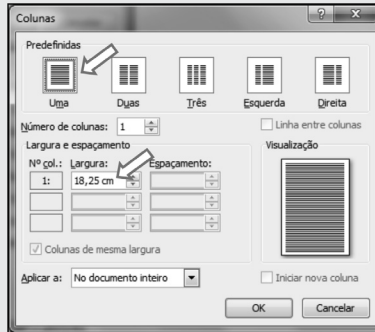 Colunas
Predefinidas
Uma Duas Três Esquerda Direita
Número de colunas: 1
Linha entre colunas
Largura e espaçamento
Visualização
Nº col.: Largura: Espaçamento:
1: 18,25 cm
Colunas de mesma largura
Aplicar a: No documento inteiro
Iniciar nova coluna
OK Cancelar